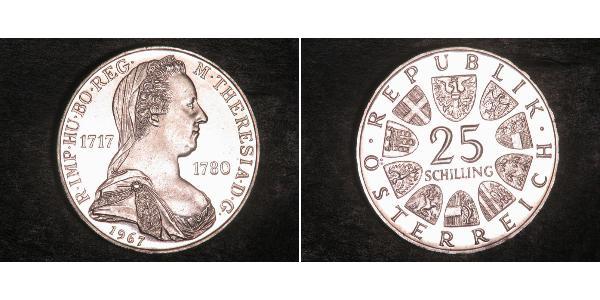 R·IMP·HU·BO·REG· M·THERESIA·D·G·
1717
1780
1967
REPUBLIK·ÖSTERREICH·
25
SCHILLING